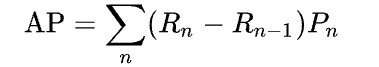 AP = ∑ₙ (Rₙ − Rₙ₋₁)Pₙ